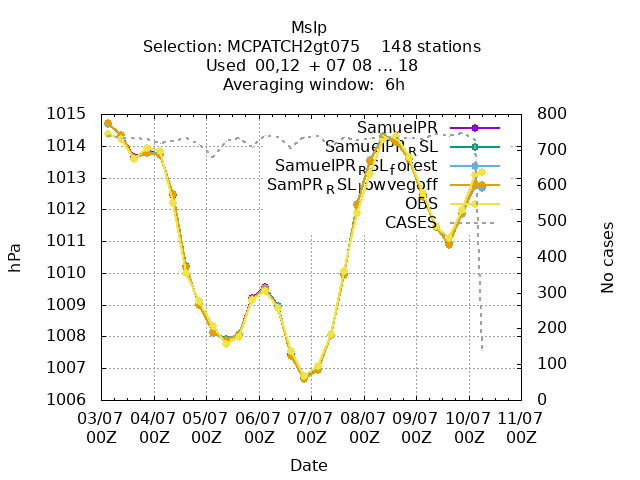 Mslp
Selection: MCPATCH2gt075    148 stations
Used 00,12 + 07 08 ... 18
Averaging window: 6h
1015
1014
1013
1012
1011
1010
1009
1008
1007
1006
hPa
800
700
600
500
400
300
200
100
0
No cases
SamuelPR
SamuelPR_RSL
SamuelPR_RSL_forest
SamPR_RSL_lowvegoff
OBS
CASES
03/07 04/07 05/07 06/07 07/07 08/07 09/07 10/07 11/07
00Z 00Z 00Z 00Z 00Z 00Z 00Z 00Z 00Z
Date